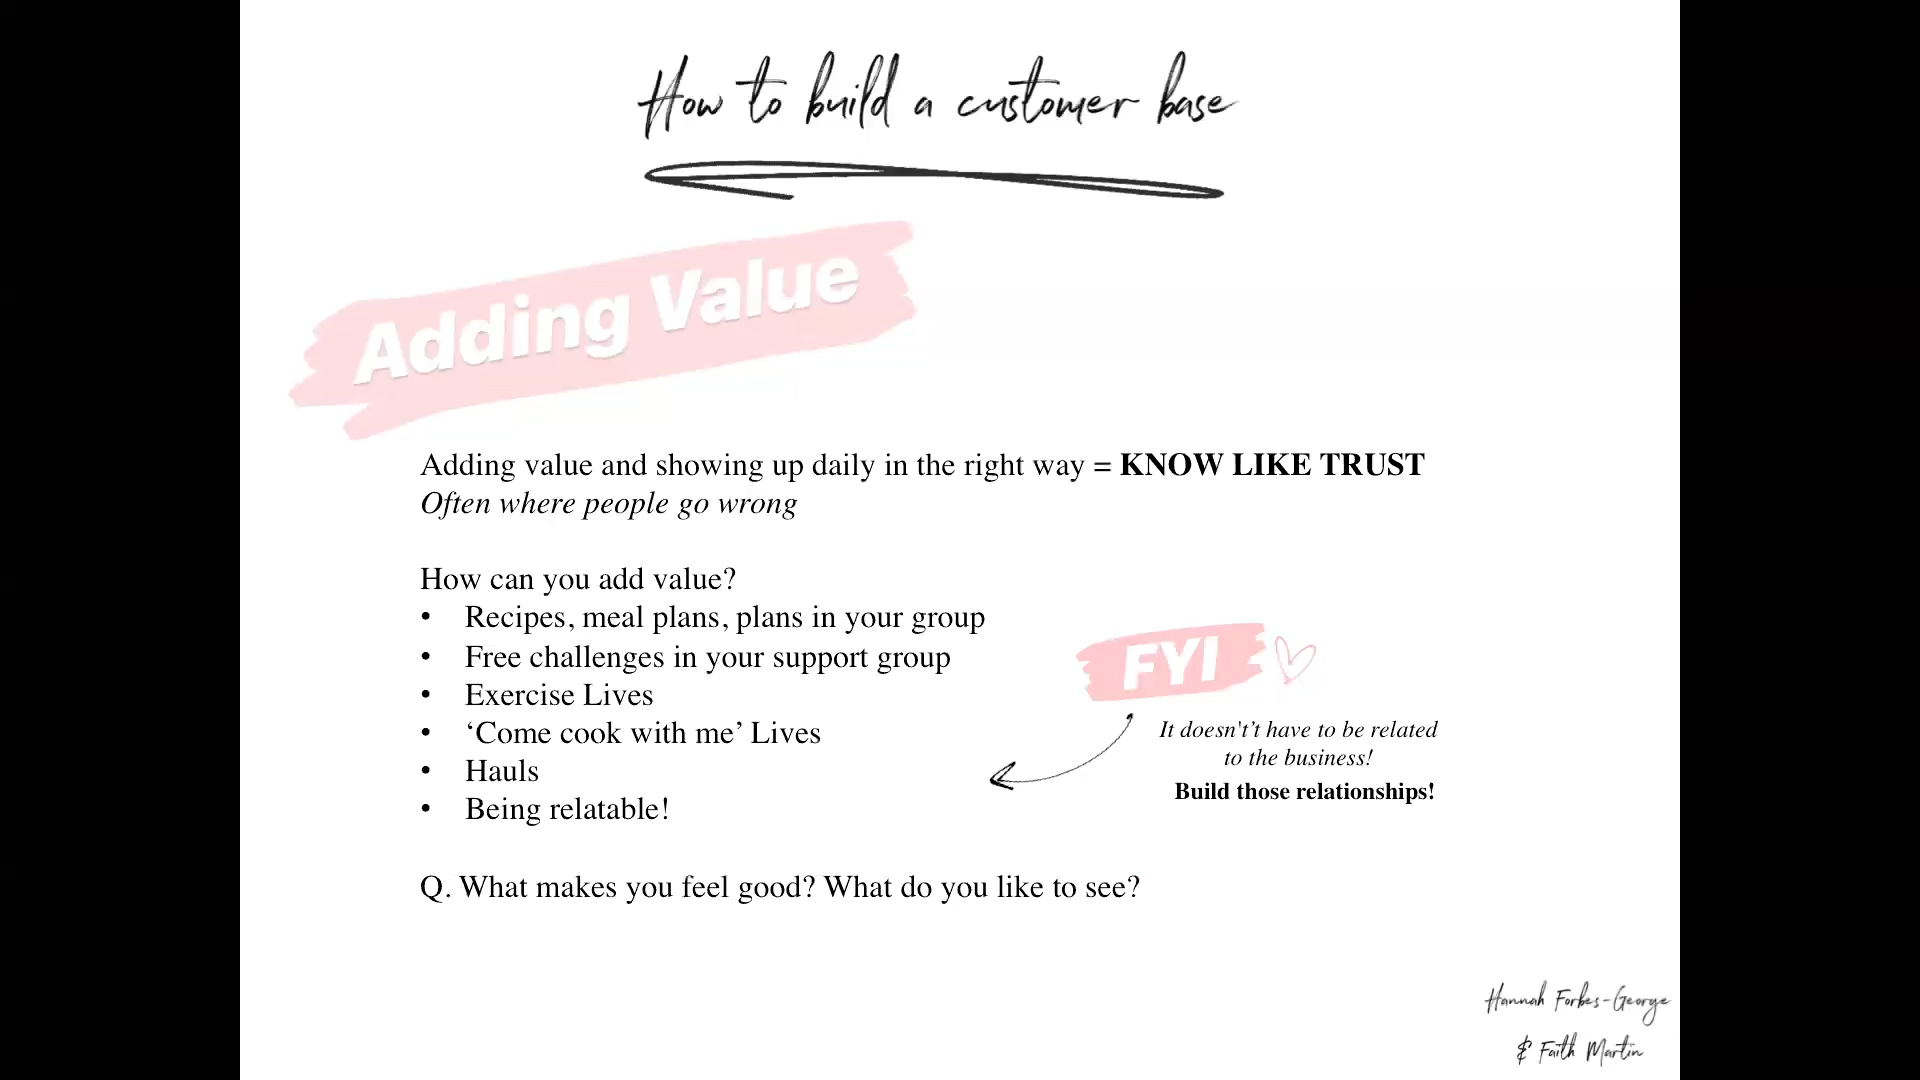 How to build a customer base
Adding Value
Adding value and showing up daily in the right way = KNOW LIKE TRUST
Often where people go wrong
How can you add value?
• Recipes, meal plans, plans in your group
• Free challenges in your support group
• Exercise Lives
• ‘Come cook with me’ Lives
• Hauls
• Being relatable!
FYI
It doesn't’t have to be related
to the business!
Build those relationships!
Q. What makes you feel good? What do you like to see?
Hannah Forbes-George
& Faith Martin